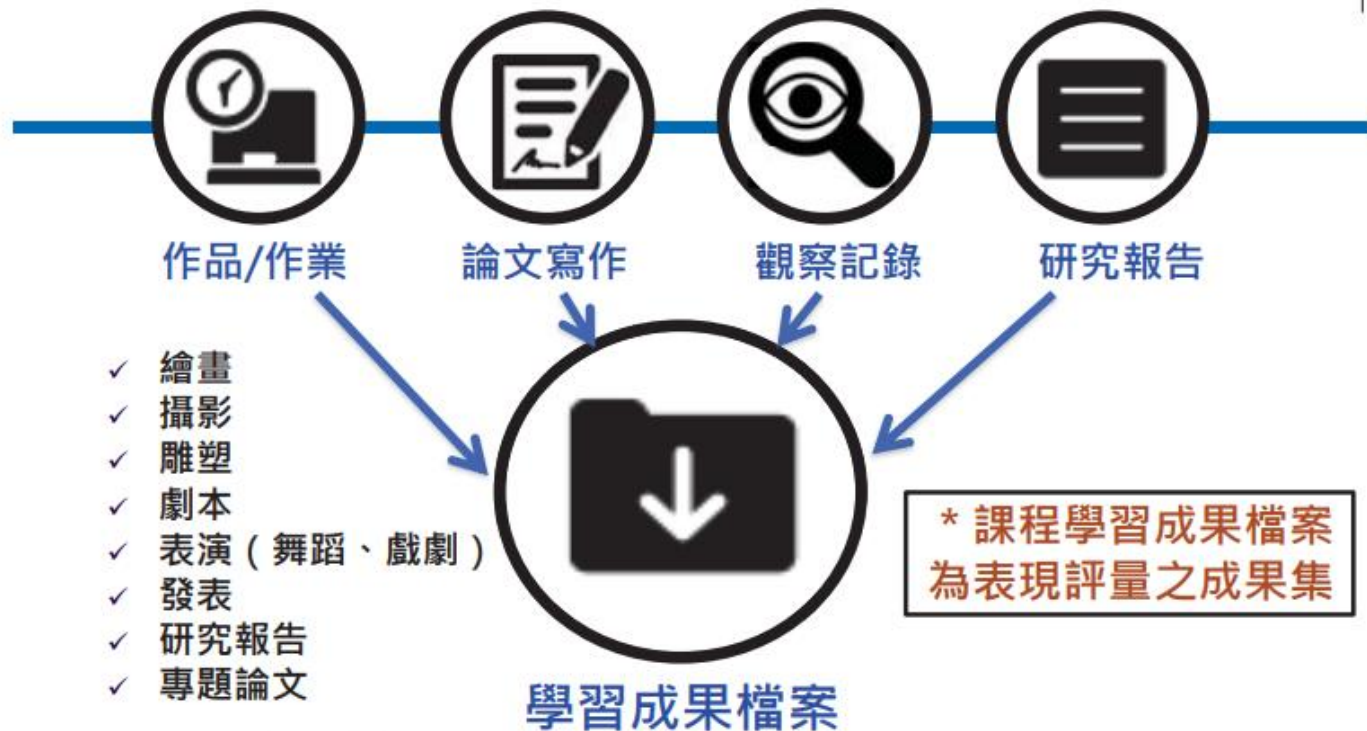 作品/作業
論文寫作
觀察記錄
研究報告
✓ 繪畫
✓ 攝影
✓ 雕塑
✓ 劇本
✓ 表演（舞蹈、戲劇）
✓ 發表
✓ 研究報告
✓ 專題論文
* 課程學習成果檔案
為表現評量之成果集
學習成果檔案